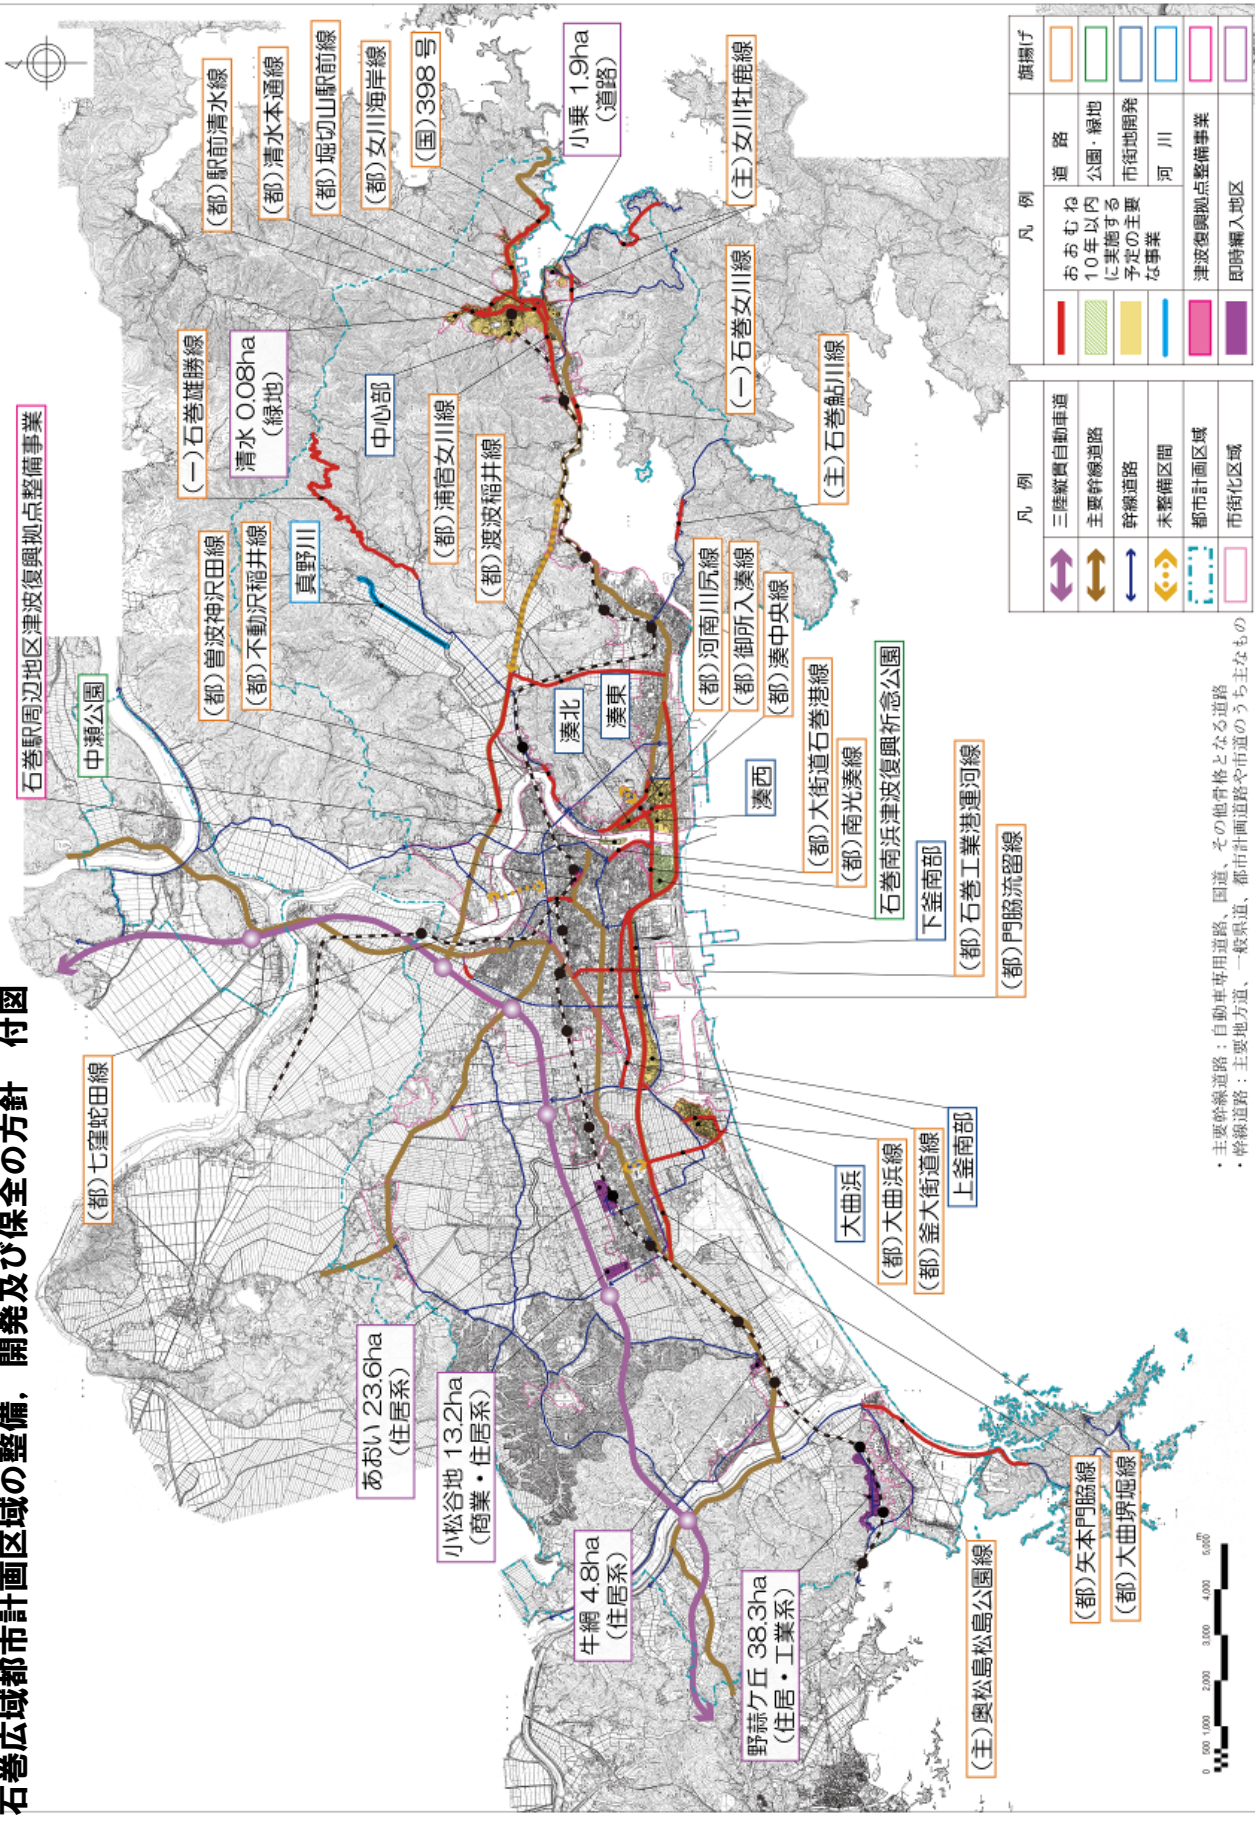 石巻広域都市計画区域の整備，開発及び保全の方針　付図
石巻駅周辺地区津波復興拠点整備事業
中瀬公園
(都)七窪蛇田線
(一)石巻雄勝線
(都)曽波神沢田線
(都)不動沢稲井線
真野川
清水 0.08ha
(緑地)
中心部
(都)浦宿女川線
(都)渡波稲井線
(都)駅前清水線
(都)清水本通線
(都)堀切山駅前線
(都)女川海岸線
(国)398 号
小乗 1.9ha
(道路)
(主)女川牡鹿線
(一)石巻女川線
(主)石巻鮎川線
湊北
湊東
(都)河南川尻線
(都)御所入湊線
(都)湊中央線
湊西
(都)大街道石巻港線
(都)南光湊線
石巻南浜津波復興祈念公園
下釜南部
(都)石巻工業港運河線
(都)門脇流留線
あおい 23.6ha
(住居系)
小松谷地 13.2ha
(商業・住居系)
牛網 4.8ha
(住居系)
野蒜ケ丘 38.3ha
(住居・工業系)
大曲浜
(都)大曲浜線
(都)釜大街道線
上釜南部
(主)奥松島松島公園線
(都)矢本門脇線
(都)大曲堺堀線
凡　例
三陸縦貫自動車道
主要幹線道路
幹線道路
未整備区間
都市計画区域
市街化区域
凡　例
旗揚げ
おおむね
10年以内
に実施する
予定の主要
な事業
道　路
公園・緑地
市街地開発
河　川
津波復興拠点整備事業
即時編入地区
・主要幹線道路：自動車専用道路、国道、その他骨格となる道路
・幹線道路：主要地方道、一般県道、都市計画道路や市道のうち主なもの
0 500 1,000 2,000 3,000 4,000 5,000
m